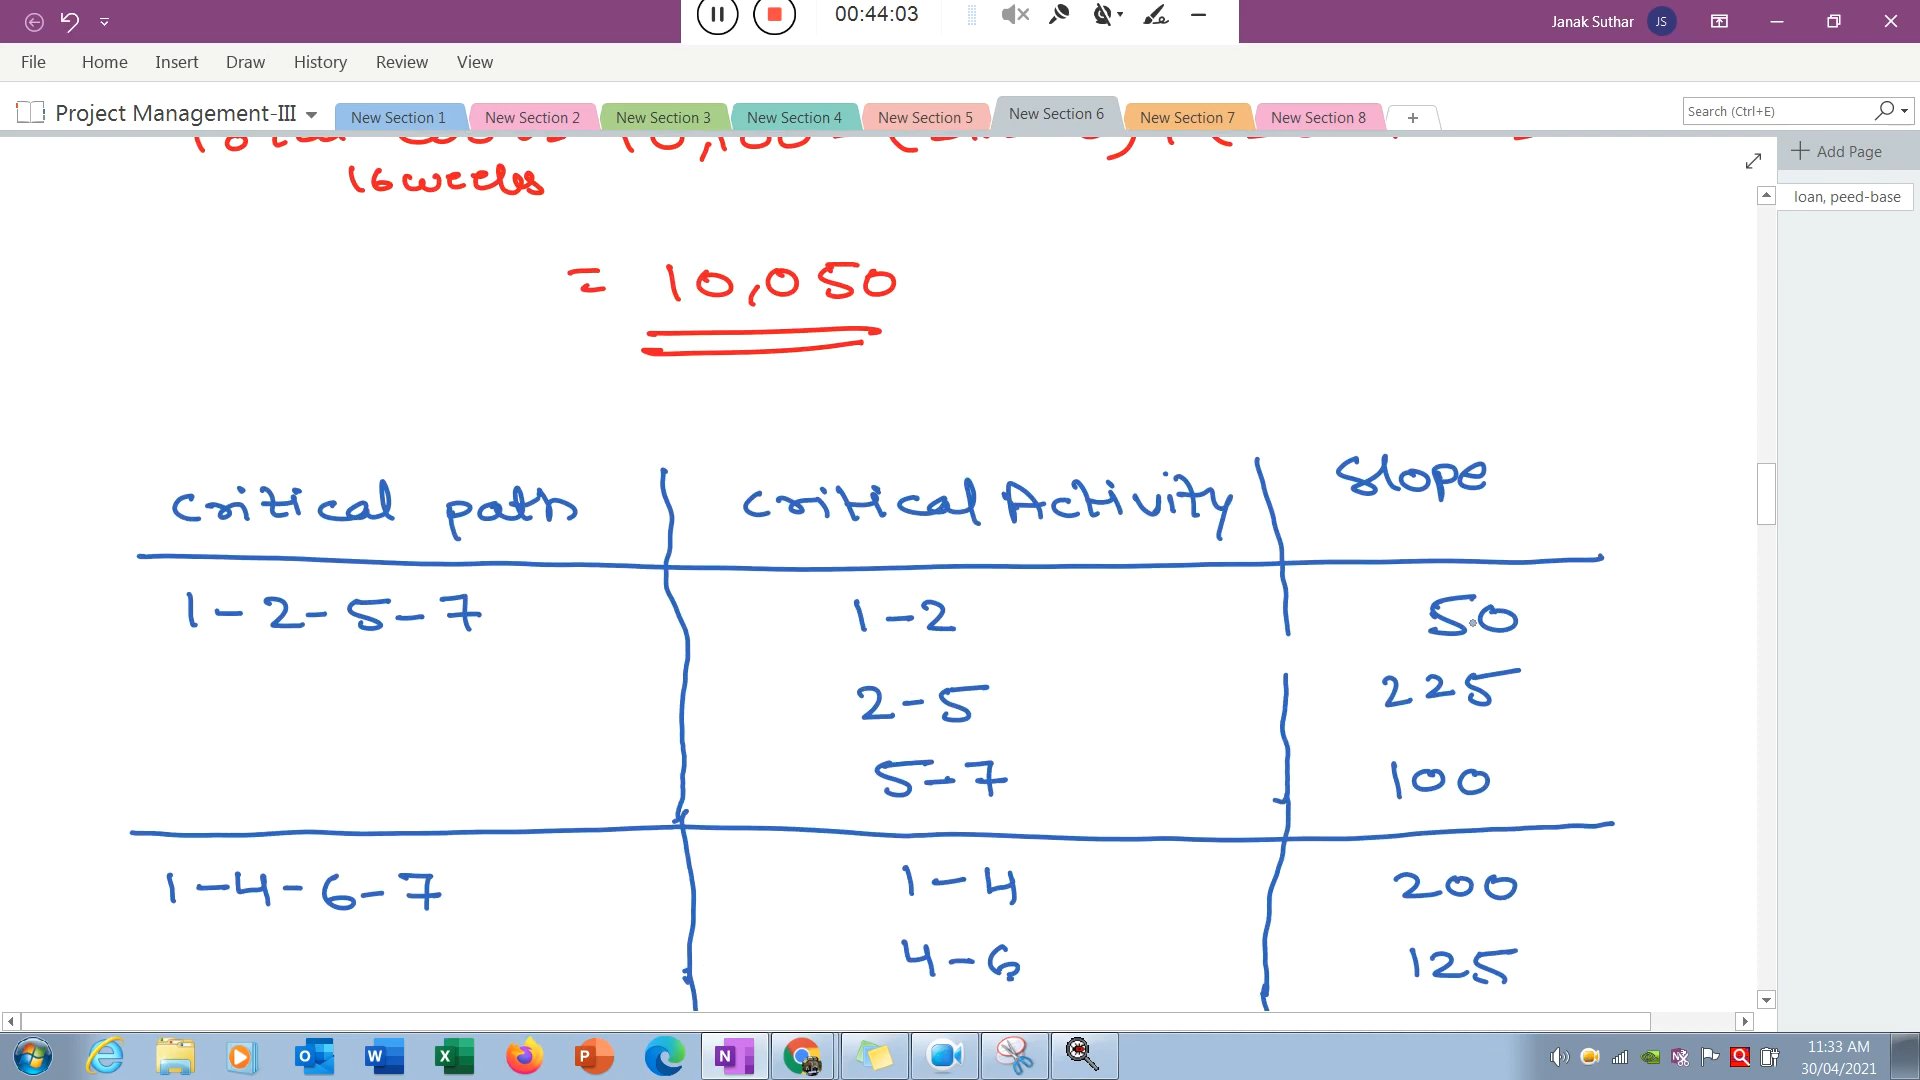 00:44:03
Janak Suthar JS
File Home Insert Draw History Review View
Project Management-III New Section 1 New Section 2 New Section 3 New Section 4 New Section 5 New Section 6 New Section 7 New Section 8 + Search (Ctrl+E)
Add Page
loan, peed-base
16 weeks
= 10,050
critical path critical Activity slope
1-2-5-7 1-2 50
2-5 225
5-7 100
1-4-6-7 1-4 200
4-6 125
11:33 AM
30/04/2021